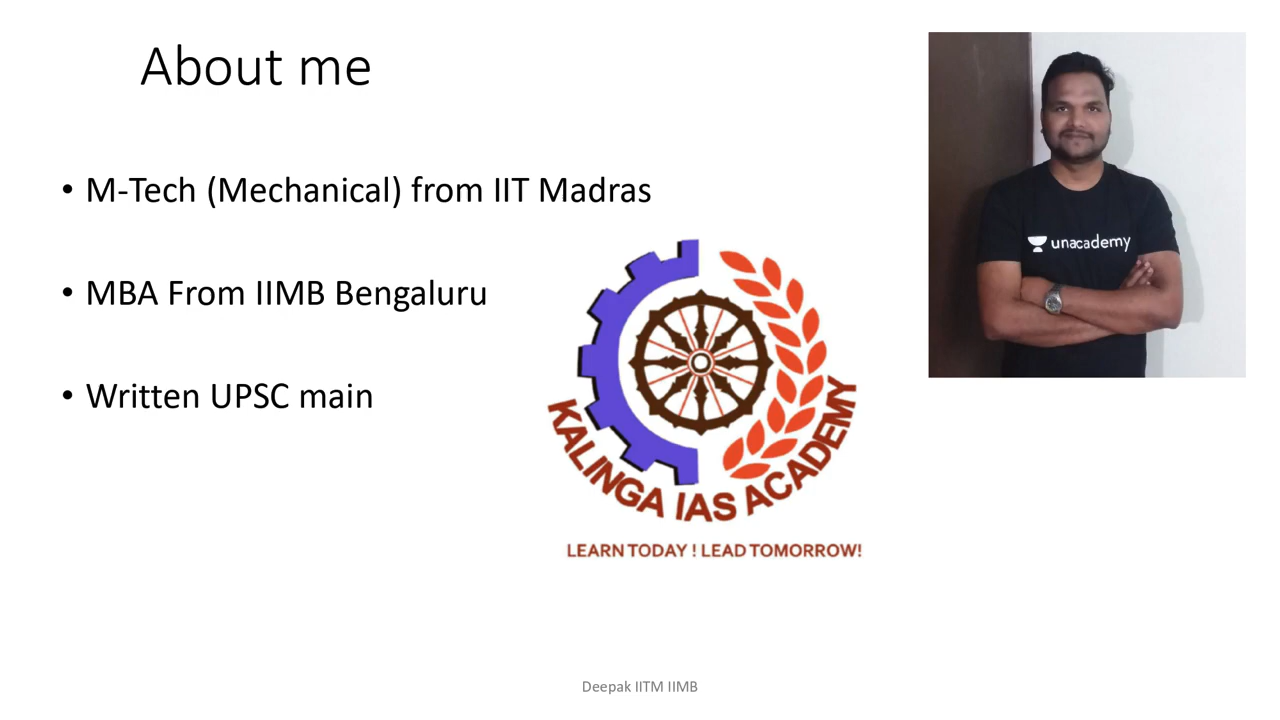 About me
• M-Tech (Mechanical) from IIT Madras
• MBA From IIMB Bengaluru
• Written UPSC main
unacademy
KALINGA IAS ACADEMY
LEARN TODAY ! LEAD TOMORROW!
Deepak IITM IIMB